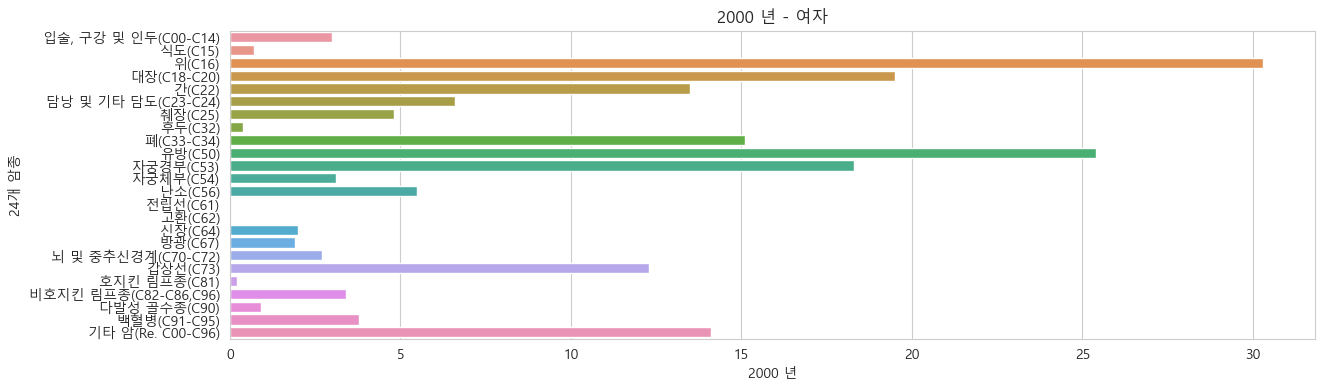 2000 년 - 여자
24개 암종
입술, 구강 및 인두(C00-C14)
식도(C15)
위(C16)
대장(C18-C20)
간(C22)
담낭 및 기타 담도(C23-C24)
췌장(C25)
후두(C32)
폐(C33-C34)
유방(C50)
자궁경부(C53)
자궁체부(C54)
난소(C56)
전립선(C61)
고환(C62)
신장(C64)
방광(C67)
뇌 및 중추신경계(C70-C72)
갑상선(C73)
호지킨 림프종(C81)
비호지킨 림프종(C82-C86,C96)
다발성 골수종(C90)
백혈병(C91-C95)
기타 암(Re. C00-C96)
0 5 10 15 20 25 30
2000 년